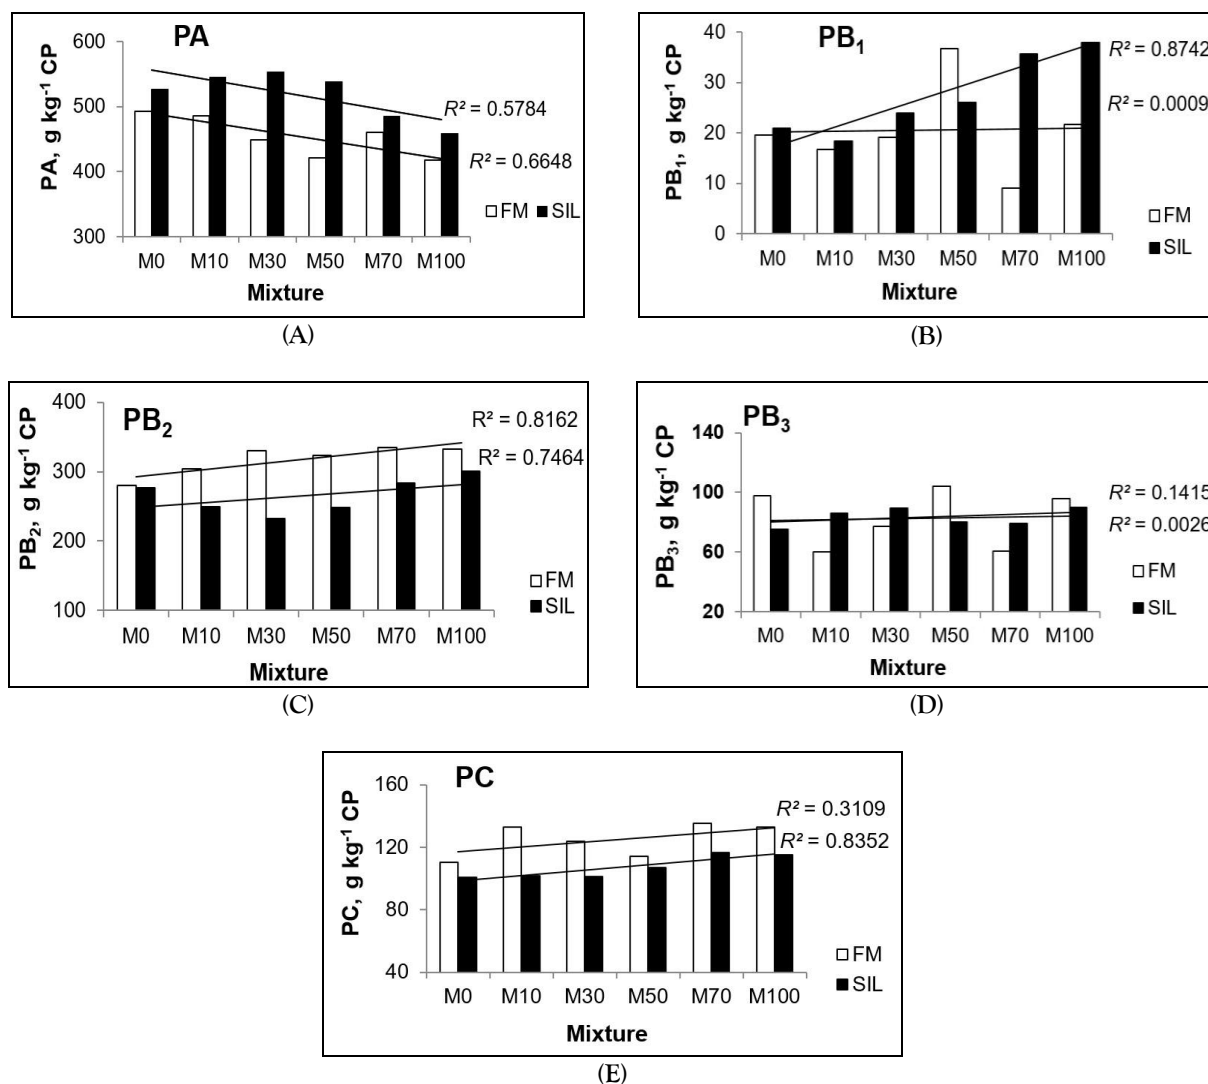 PA
600
500
400
300
PA, g kg⁻¹ CP
R² = 0.5784
R² = 0.6648
FM SIL
M0 M10 M30 M50 M70 M100
Mixture
(A)
PB₁
40
30
20
10
0
PB₁, g kg⁻¹ CP
R² = 0.8742
R² = 0.0009
FM
SIL
M0 M10 M30 M50 M70 M100
Mixture
(B)
PB₂
400
300
200
100
PB₂, g kg⁻¹ CP
R² = 0.8162
R² = 0.7464
FM
SIL
M0 M10 M30 M50 M70 M100
Mixture
(C)
PB₃
140
100
60
20
PB₃, g kg⁻¹ CP
R² = 0.1415
R² = 0.0026
FM
SIL
M0 M10 M30 M50 M70 M100
Mixture
(D)
PC
160
120
80
40
PC, g kg⁻¹ CP
R² = 0.3109
R² = 0.8352
FM
SIL
M0 M10 M30 M50 M70 M100
Mixture
(E)